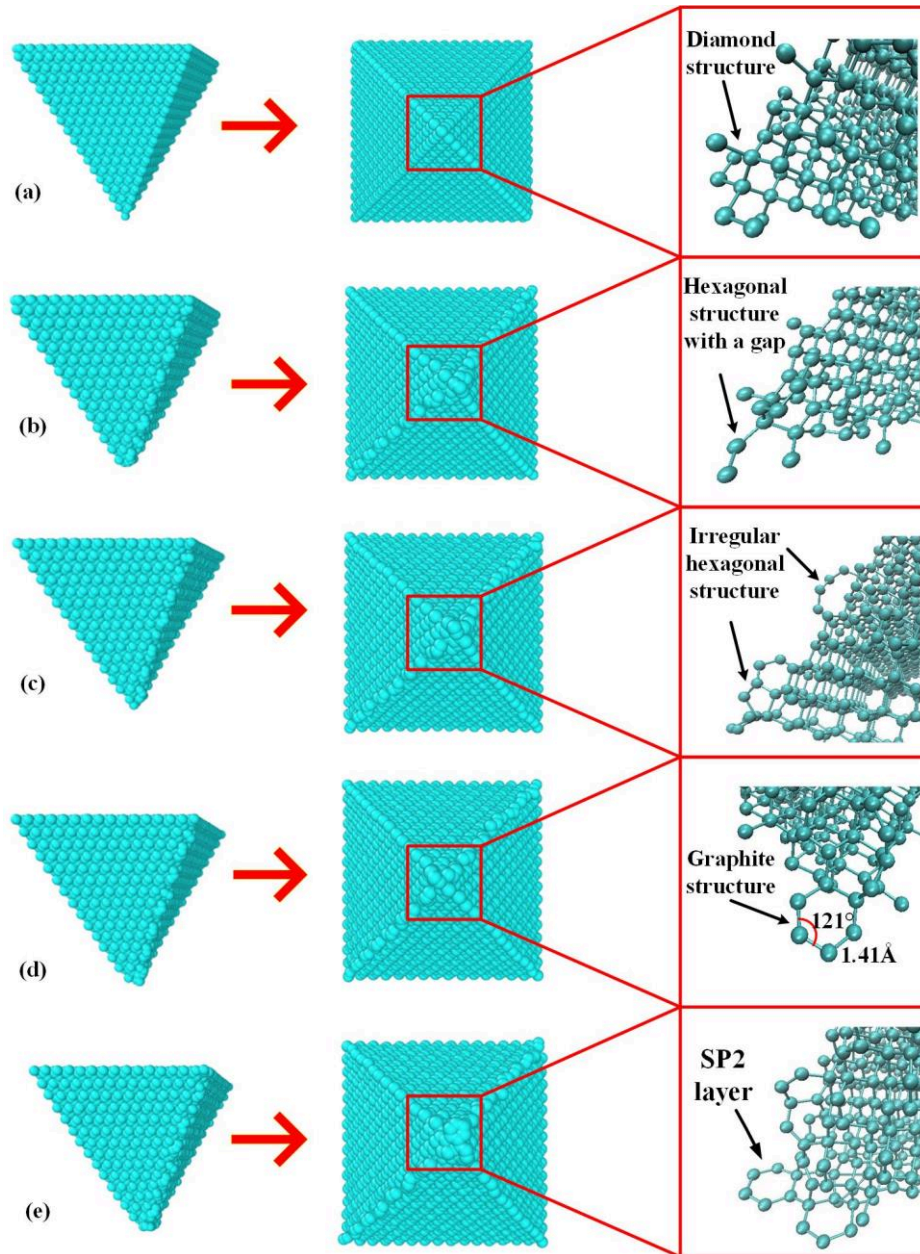 Diamond
structure
(a)
Hexagonal
structure
with a gap
(b)
Irregular
hexagonal
structure
(c)
Graphite
structure
121°
1.41Å
(d)
SP2
layer
(e)